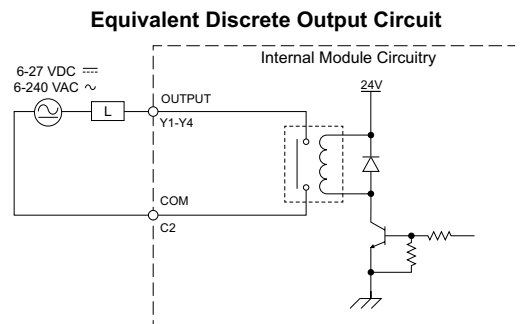 Equivalent Discrete Output Circuit
Internal Module Circuitry
6-27 VDC ⎓
6-240 VAC ∿
24V
L
OUTPUT
Y1-Y4
COM
C2